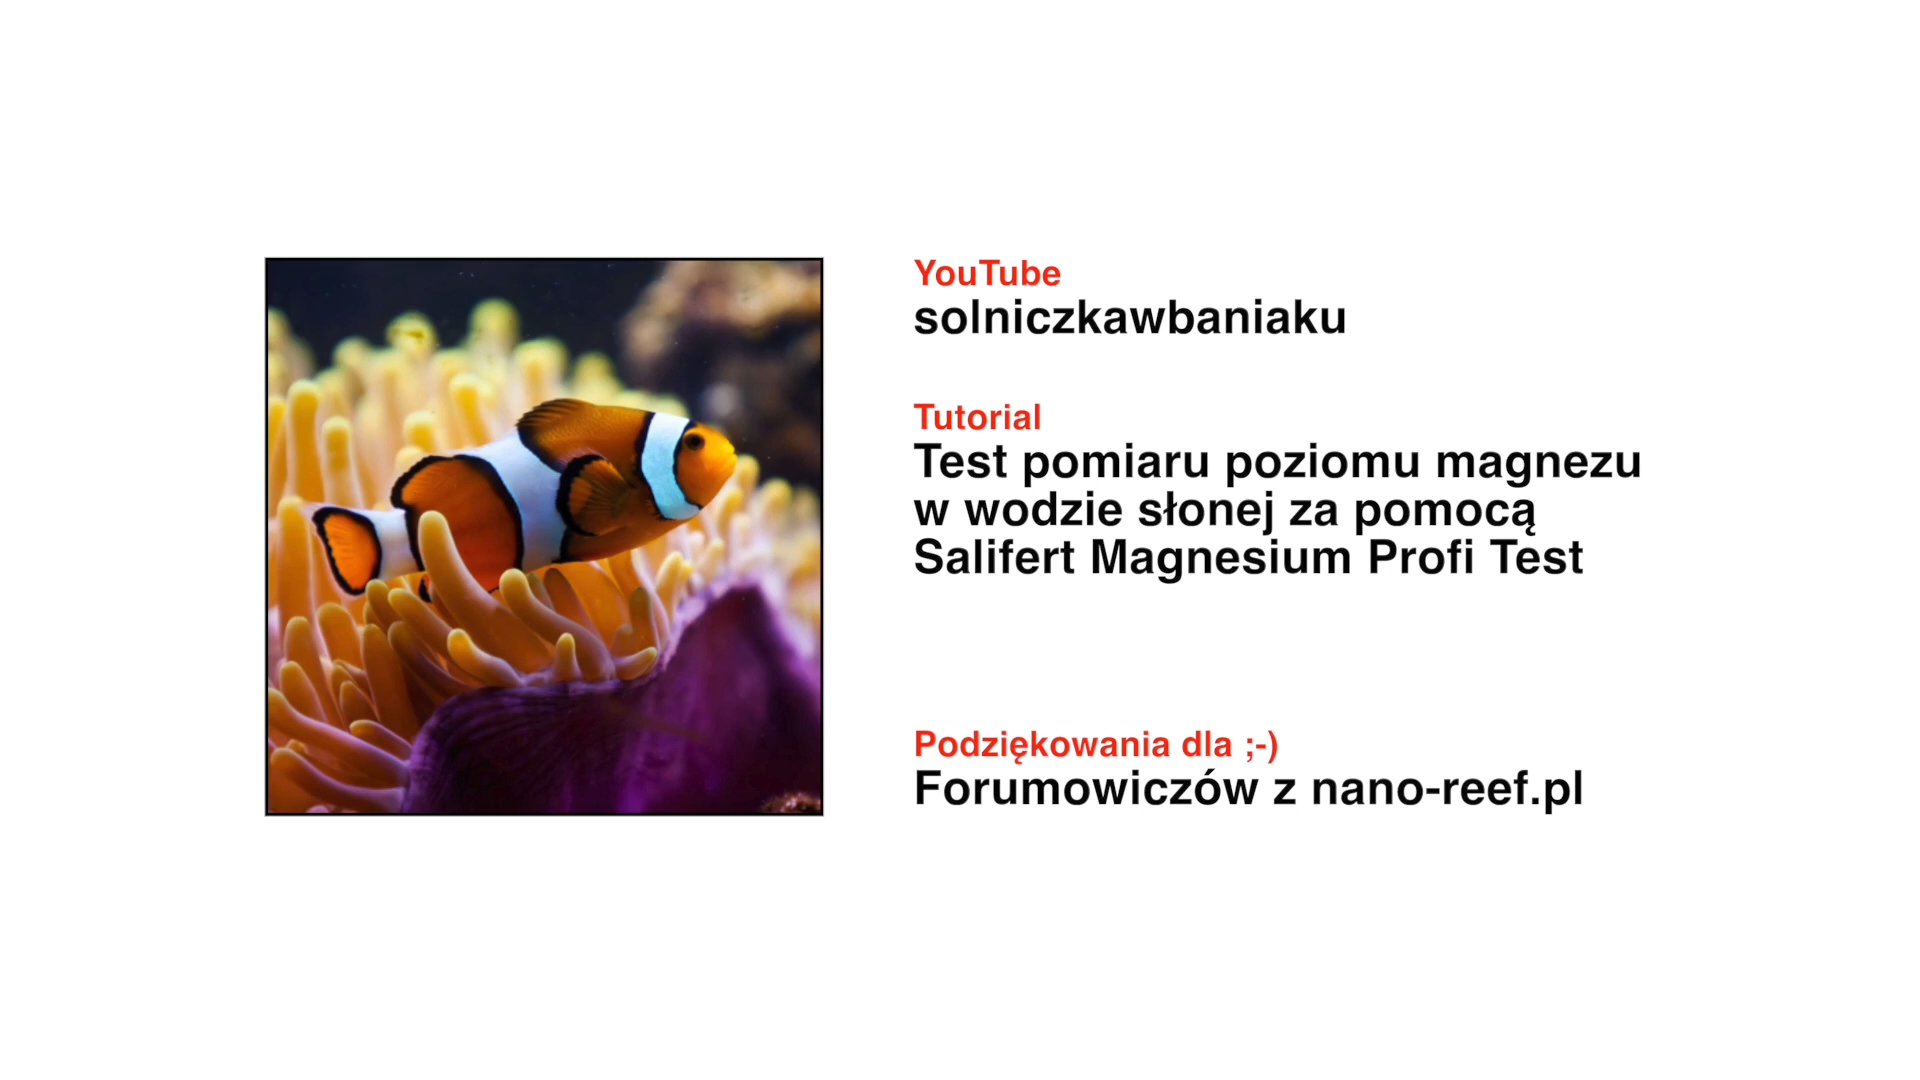 YouTube
solniczkawbaniaku
Tutorial
Test pomiaru poziomu magnezu
w wodzie słonej za pomocą
Salifert Magnesium Profi Test
Podziękowania dla ;-)
Forumowiczów z nano-reef.pl